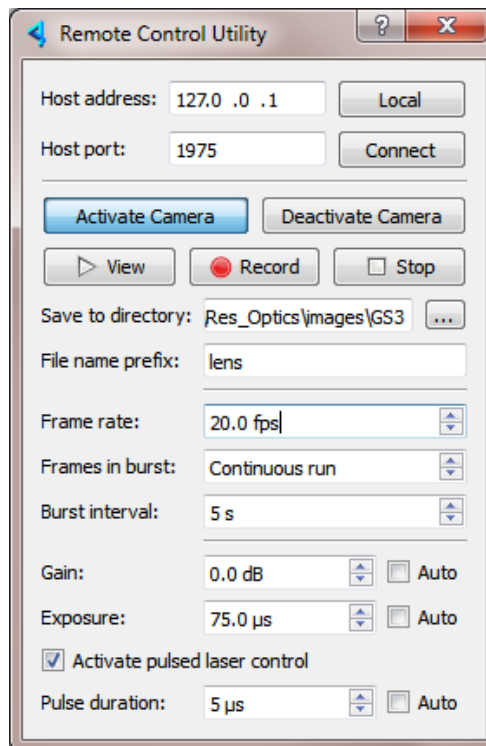 Remote Control Utility ? X
Host address: 127.0 .0 .1 Local
Host port: 1975 Connect
Activate Camera Deactivate Camera
View Record Stop
Save to directory: Res_Optics\images\GS3 ...
File name prefix: lens
Frame rate: 20.0 fps
Frames in burst: Continuous run
Burst interval: 5 s
Gain: 0.0 dB Auto
Exposure: 75.0 µs Auto
Activate pulsed laser control
Pulse duration: 5 µs Auto